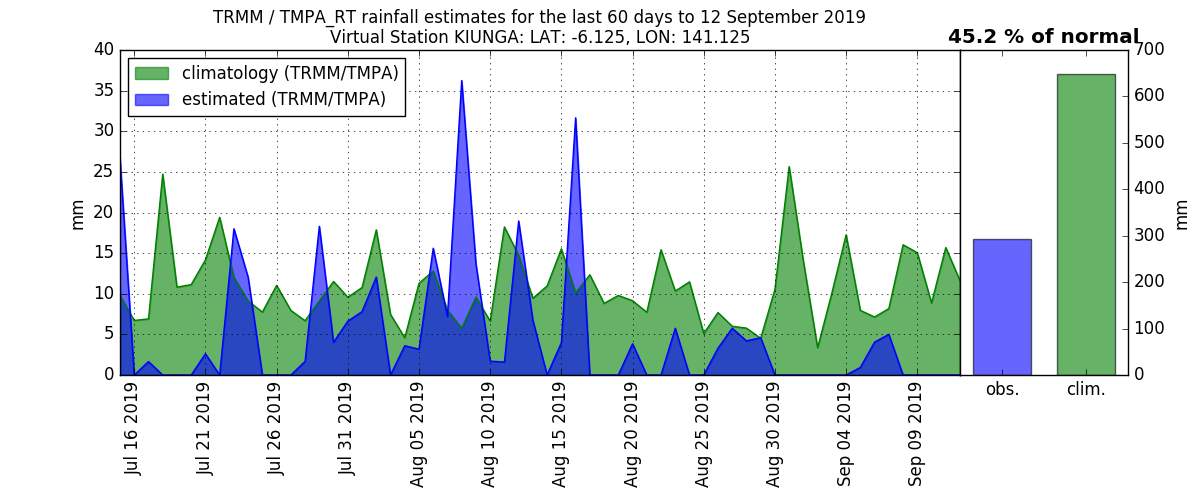 TRMM / TMPA_RT rainfall estimates for the last 60 days to 12 September 2019
Virtual Station KIUNGA: LAT: -6.125, LON: 141.125
45.2 % of normal
climatology (TRMM/TMPA)
estimated (TRMM/TMPA)
mm
40
35
30
25
20
15
10
5
0
Jul 16 2019
Jul 21 2019
Jul 26 2019
Jul 31 2019
Aug 05 2019
Aug 10 2019
Aug 15 2019
Aug 20 2019
Aug 25 2019
Aug 30 2019
Sep 04 2019
Sep 09 2019
obs.
clim.
700
600
500
400
300
200
100
0
mm